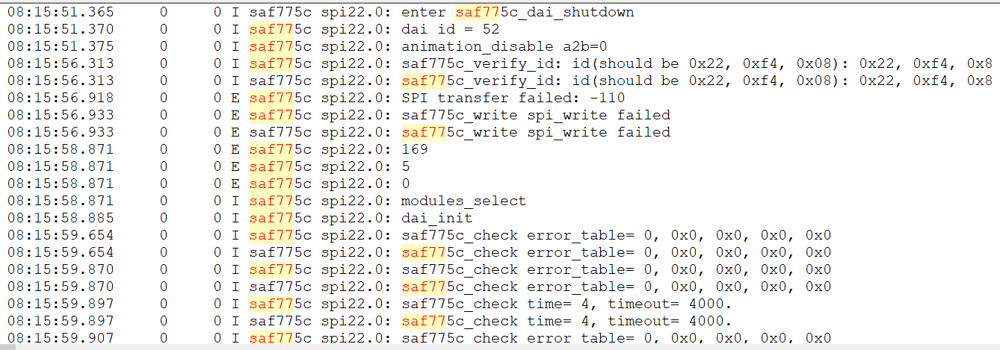 08:15:51.365 0 0 I saf775c spi22.0: enter saf775c_dai_shutdown
08:15:51.370 0 0 I saf775c spi22.0: dai id = 52
08:15:51.375 0 0 I saf775c spi22.0: animation_disable a2b=0
08:15:56.313 0 0 I saf775c spi22.0: saf775c_verify_id: id(should be 0x22, 0xf4, 0x08): 0x22, 0xf4, 0x8
08:15:56.313 0 0 I saf775c spi22.0: saf775c_verify_id: id(should be 0x22, 0xf4, 0x08): 0x22, 0xf4, 0x8
08:15:56.918 0 0 E saf775c spi22.0: SPI transfer failed: -110
08:15:56.933 0 0 E saf775c spi22.0: saf775c_write spi_write failed
08:15:56.933 0 0 E saf775c spi22.0: saf775c_write spi_write failed
08:15:58.871 0 0 E saf775c spi22.0: 169
08:15:58.871 0 0 E saf775c spi22.0: 5
08:15:58.871 0 0 E saf775c spi22.0: 0
08:15:58.871 0 0 I saf775c spi22.0: modules_select
08:15:58.885 0 0 I saf775c spi22.0: dai_init
08:15:59.654 0 0 I saf775c spi22.0: saf775c_check error_table= 0, 0x0, 0x0, 0x0, 0x0
08:15:59.654 0 0 I saf775c spi22.0: saf775c_check error_table= 0, 0x0, 0x0, 0x0, 0x0
08:15:59.870 0 0 I saf775c spi22.0: saf775c_check error_table= 0, 0x0, 0x0, 0x0, 0x0
08:15:59.870 0 0 I saf775c spi22.0: saf775c_check error_table= 0, 0x0, 0x0, 0x0, 0x0
08:15:59.897 0 0 I saf775c spi22.0: saf775c_check time= 4, timeout= 4000.
08:15:59.897 0 0 I saf775c spi22.0: saf775c_check time= 4, timeout= 4000.
08:15:59.907 0 0 I saf775c spi22.0: saf775c_check error_table= 0, 0x0, 0x0, 0x0, 0x0